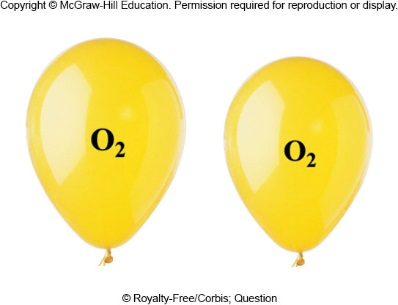 Copyright © McGraw-Hill Education. Permission required for reproduction or display.
O₂
O₂
© Royalty-Free/Corbis; Question